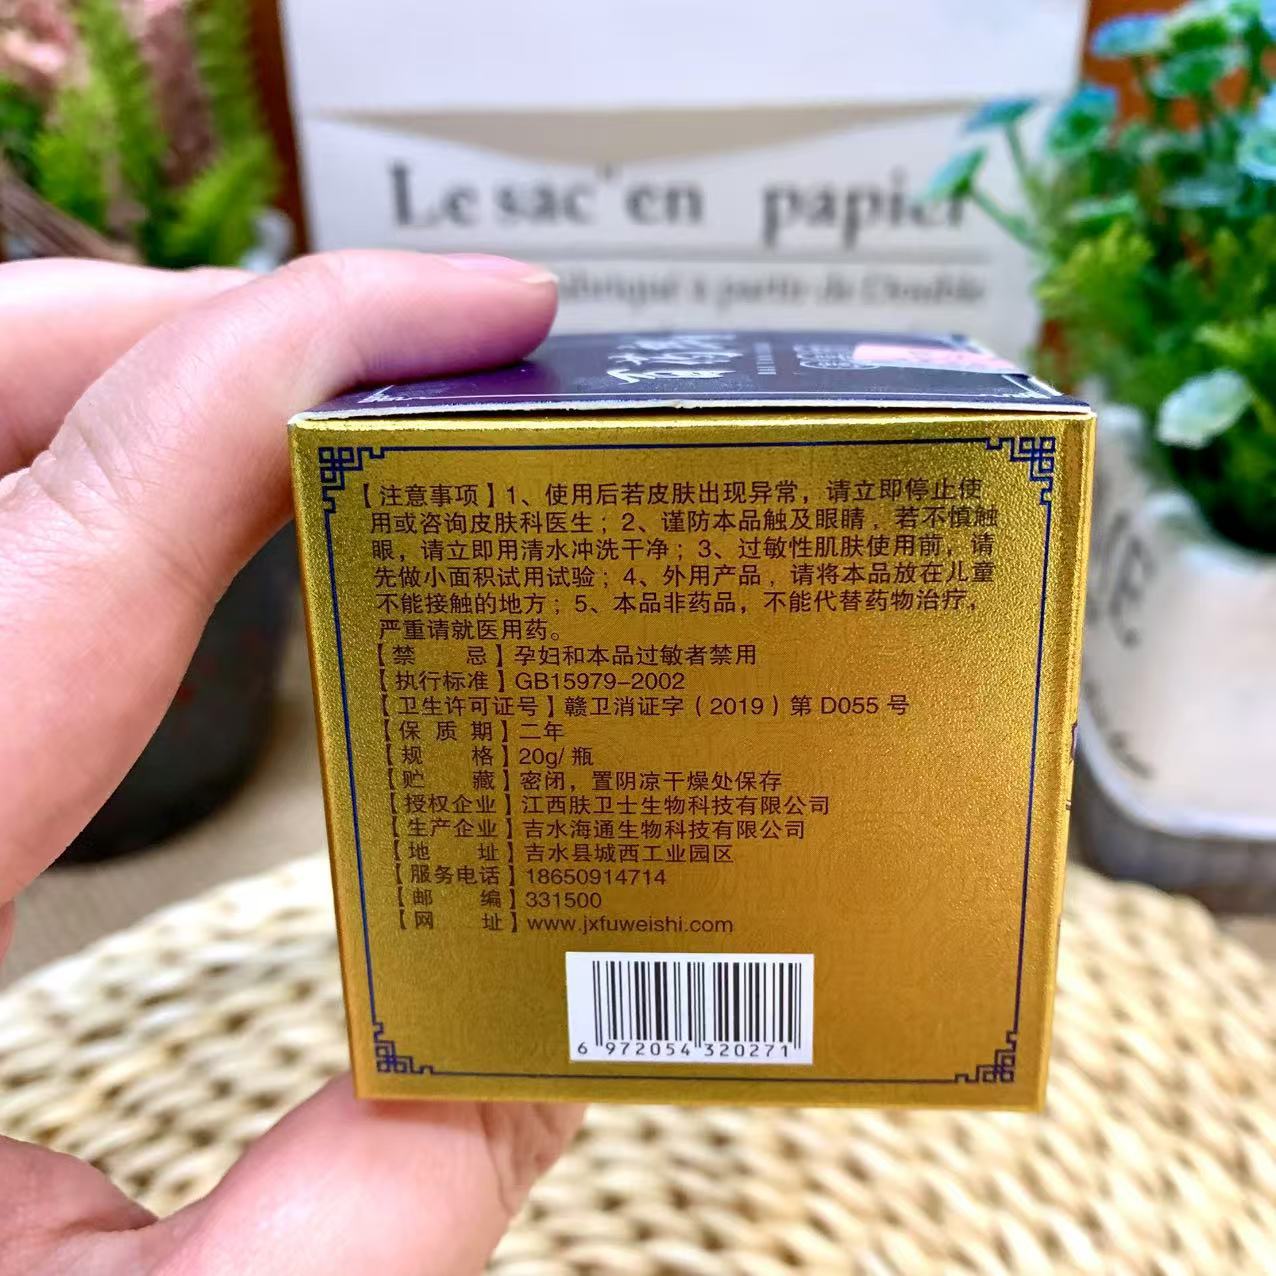 Le sac'en papier
【注意事项】1、使用后若皮肤出现异常，请立即停止使
用或咨询皮肤科医生；2、谨防本品触及眼睛，若不慎触
眼，请立即用清水冲洗干净；3、过敏性肌肤使用前，请
先做小面积试用试验；4、外用产品，请将本品放在儿童
不能接触的地方；5、本品非药品，不能代替药物治疗，
严重请就医用药。
【禁 忌】孕妇和本品过敏者禁用
【执行标准】GB15979-2002
【卫生许可证号】赣卫消证字（2019）第 D055 号
【保 质 期】二年
【规 格】20g/ 瓶
【贮 藏】密闭，置阴凉干燥处保存
【授权企业】江西肤卫士生物科技有限公司
【生产企业】吉水海通生物科技有限公司
【地 址】吉水县城西工业园区
【服务电话】18650914714
【邮 编】331500
【网 址】www.jxfuweishi.com
6 972054 320271